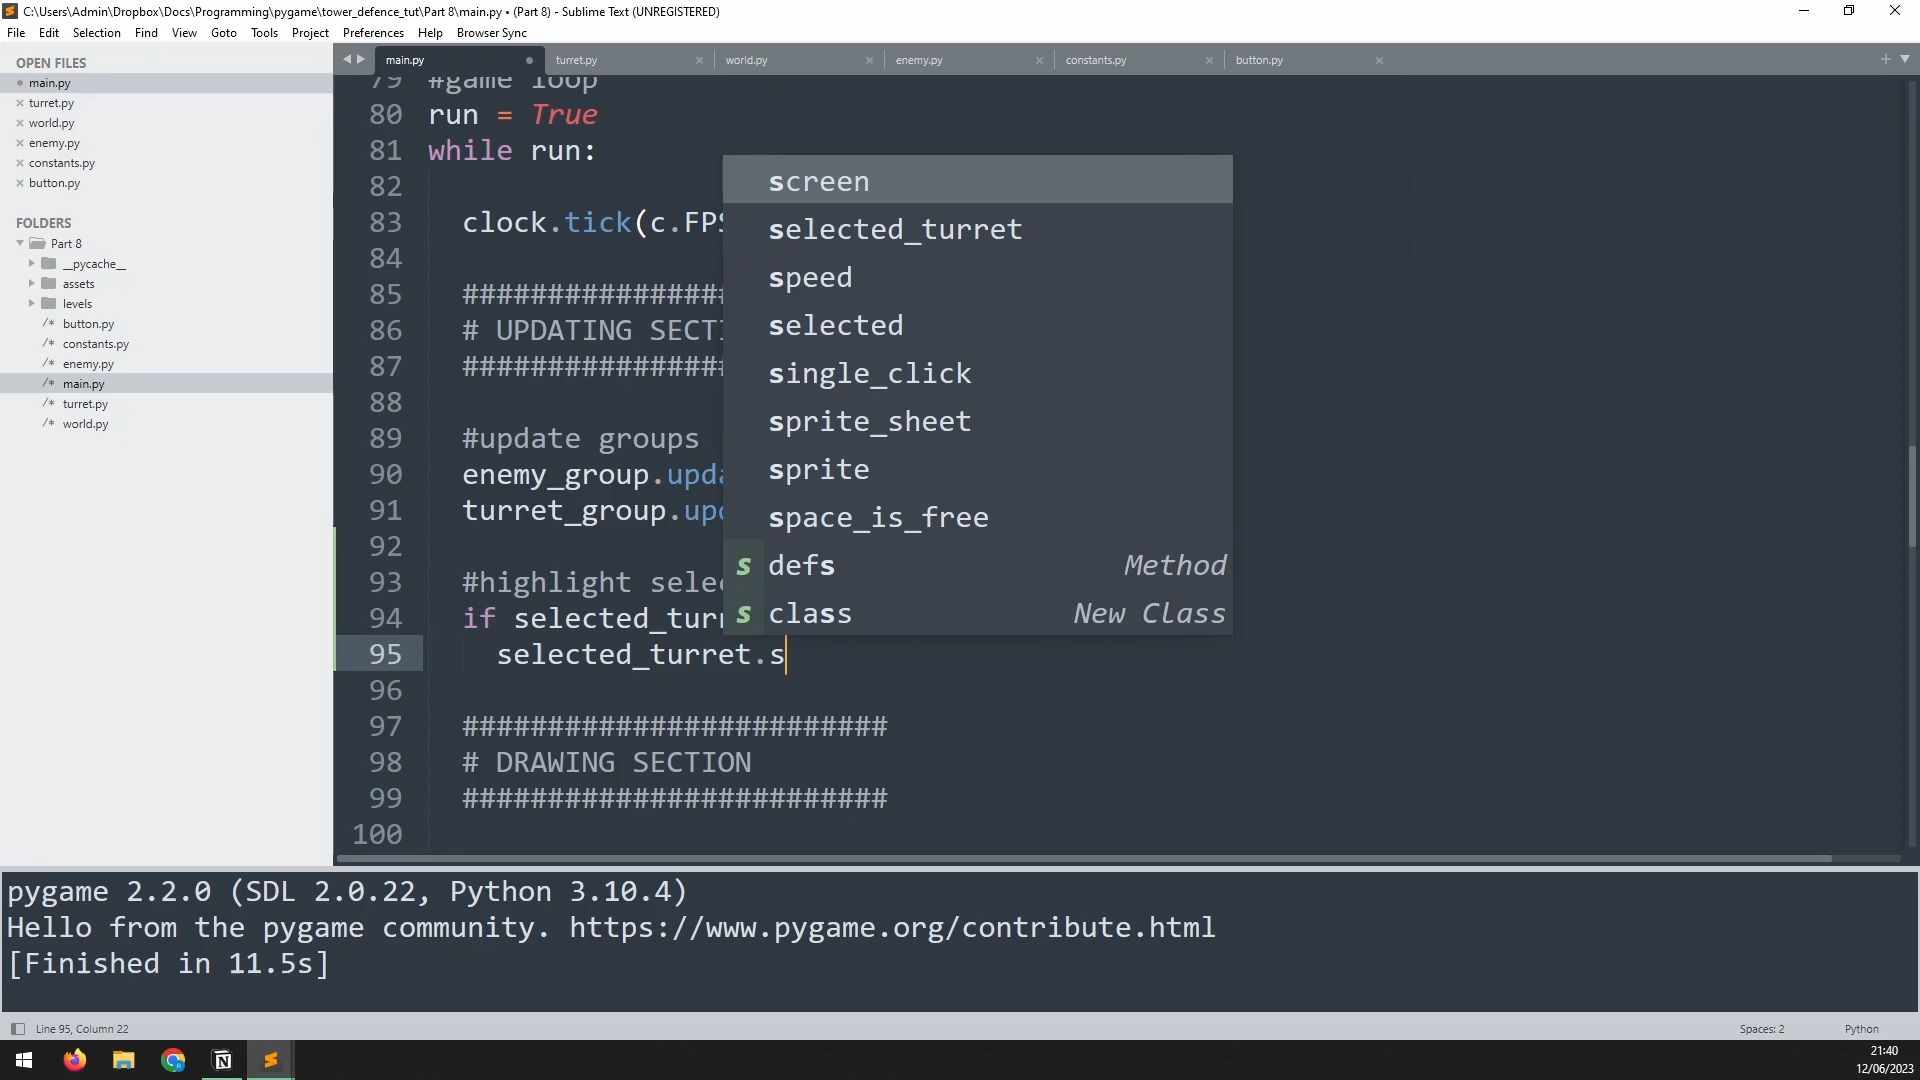 C:\Users\Admin\Dropbox\Docs\Programming\pygame\tower_defence_tut\Part 8\main.py • (Part 8) - Sublime Text (UNREGISTERED)
File Edit Selection Find View Goto Tools Project Preferences Help Browser Sync
OPEN FILES
main.py
turret.py
world.py
enemy.py
constants.py
button.py
FOLDERS
Part 8
__pycache__
assets
levels
button.py
constants.py
enemy.py
main.py
turret.py
world.py
main.py turret.py world.py enemy.py constants.py button.py
79 #game loop
80 run = True
81 while run:
82
83 clock.tick(c.FPS
84
85 ################
86 # UPDATING SECTI
87 ################
88
89 #update groups
90 enemy_group.upda
91 turret_group.upd
92
93 #highlight selec
94 if selected_turr
95 selected_turret.s
96
97 #########################
98 # DRAWING SECTION
99 #########################
100
screen
selected_turret
speed
selected
single_click
sprite_sheet
sprite
space_is_free
s defs Method
s class New Class
pygame 2.2.0 (SDL 2.0.22, Python 3.10.4)
Hello from the pygame community. https://www.pygame.org/contribute.html
[Finished in 11.5s]
Line 95, Column 22
Spaces: 2
Python
21:40
12/06/2023